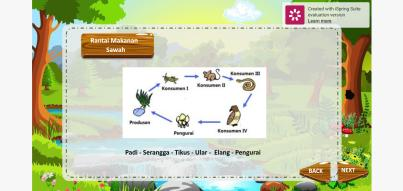 Created with iSpring Suite
evaluation version
Learn more
Rantai Makanan
Sawah
Konsumen I
Konsumen II
Konsumen III
Produsen
Pengurai
Konsumen IV
Padi - Serangga - Tikus - Ular - Elang - Pengurai
BACK
NEXT